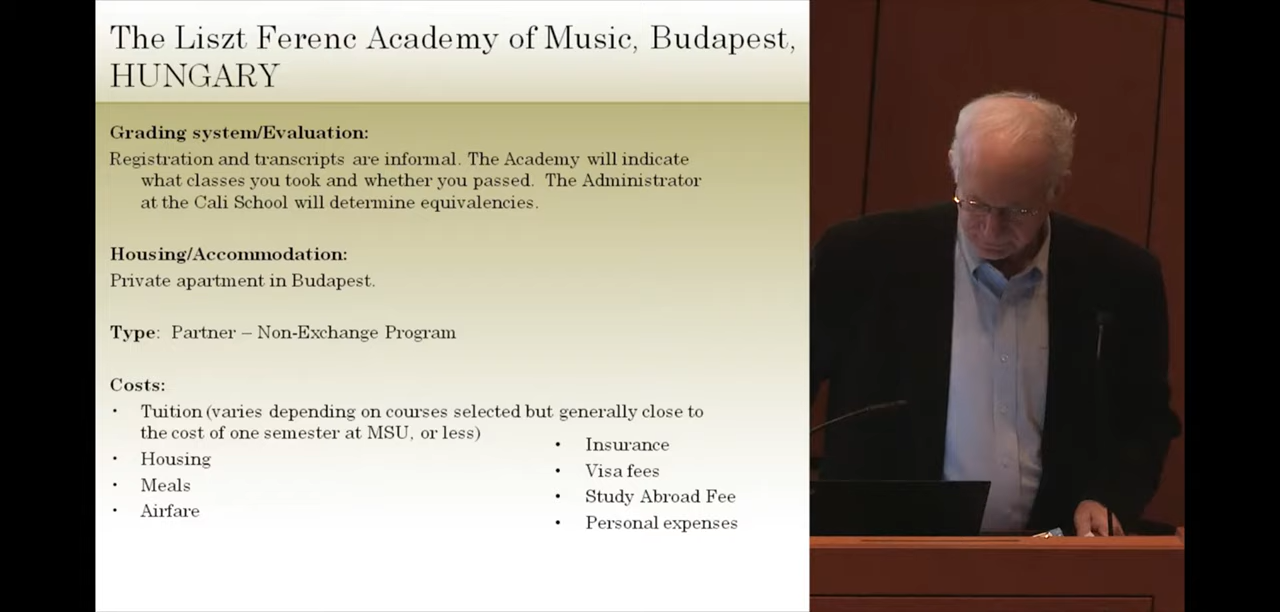 The Liszt Ferenc Academy of Music, Budapest,
HUNGARY
Grading system/Evaluation:
Registration and transcripts are informal. The Academy will indicate
what classes you took and whether you passed. The Administrator
at the Cali School will determine equivalencies.
Housing/Accommodation:
Private apartment in Budapest.
Type: Partner – Non-Exchange Program
Costs:
• Tuition (varies depending on courses selected but generally close to
the cost of one semester at MSU, or less)
• Housing
• Meals
• Airfare
• Insurance
• Visa fees
• Study Abroad Fee
• Personal expenses